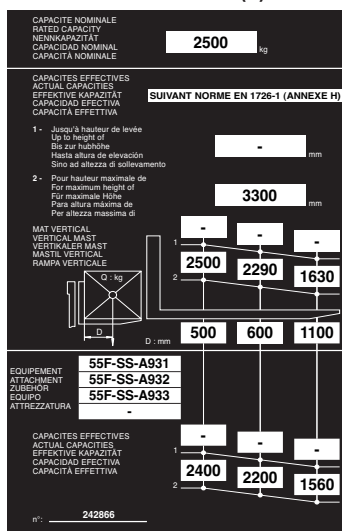 CAPACITE NOMINALE
RATED CAPACITY
NENNKAPAZITÄT
CAPACIDAD NOMINAL
CAPACITÀ NOMINALE
2500 kg
CAPACITES EFFECTIVES
ACTUAL CAPACITIES
EFFEKTIVE KAPAZITÄT
CAPACIDAD EFECTIVA
CAPACITÀ EFFETTIVA
SUIVANT NORME EN 1726-1 (ANNEXE H)
1 - Jusqu'à hauteur de levée
Up to height of
Bis zur hubhöhe
Hasta altura de elevación
Sino ad altezza di sollevamento
- mm
2 - Pour hauteur maximale de
For maximum height of
Für maximale Höhe
Para altura máxima de
Per altezza massima di
3300 mm
MAT VERTICAL
VERTICAL MAST
VERTIKALER MAST
MASTIL VERTICAL
RAMPA VERTICALE
1 - - -
2 2500 2290 1630
Q : kg
D
D : mm 500 600 1100
EQUIPEMENT
ATTACHMENT
ZUBEHÖR
EQUIPO
ATTREZZATURA
55F-SS-A931
55F-SS-A932
55F-SS-A933
-
CAPACITES EFFECTIVES
ACTUAL CAPACITIES
EFFEKTIVE KAPAZITÄT
CAPACIDAD EFECTIVA
CAPACITÀ EFFETTIVA
1 - - -
2 2400 2200 1560
n°: 242866